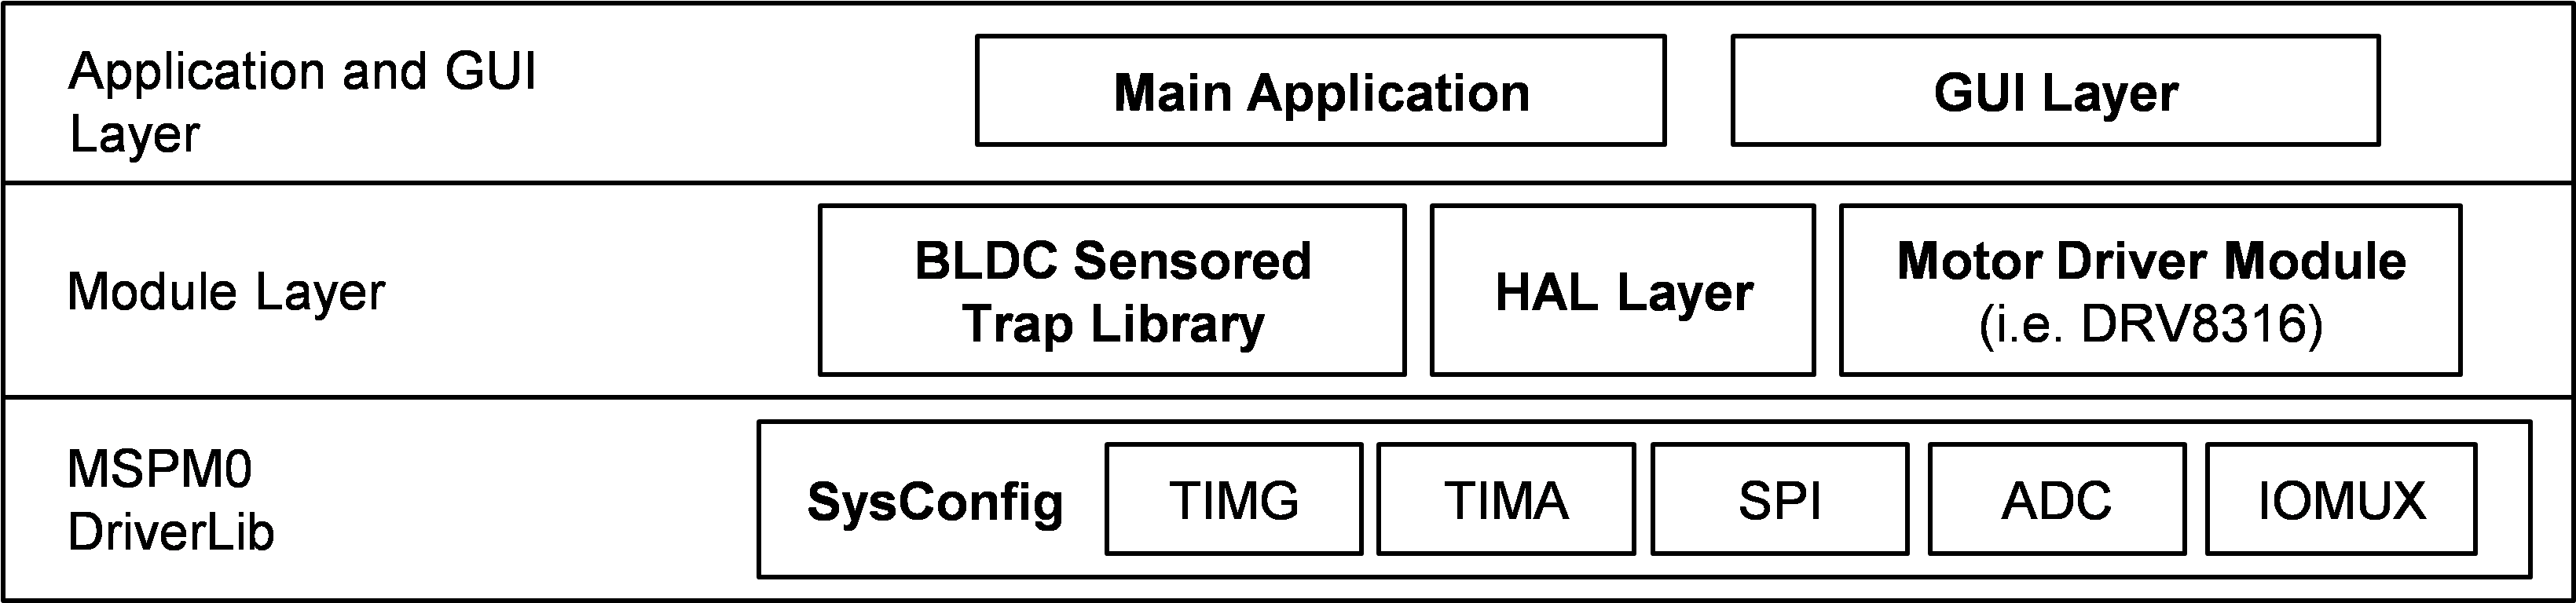 Application and GUI
Layer
Main Application
GUI Layer
Module Layer
BLDC Sensored
Trap Library
HAL Layer
Motor Driver Module
(i.e. DRV8316)
MSPM0
DriverLib
SysConfig
TIMG
TIMA
SPI
ADC
IOMUX